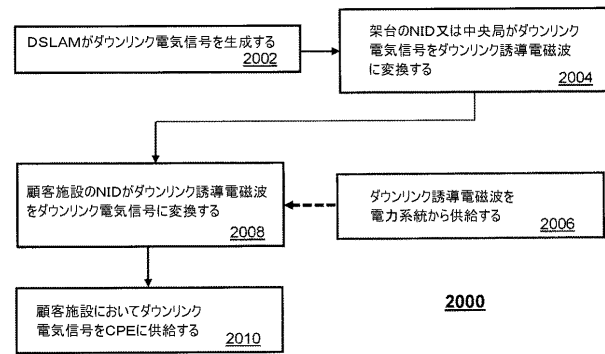 DSLAMがダウンリンク電気信号を生成する
2002
架台のNID又は中央局がダウンリンク
電気信号をダウンリンク誘導電磁波
に変換する
2004
顧客施設のNIDがダウンリンク誘導電磁波
をダウンリンク電気信号に変換する
2008
ダウンリンク誘導電磁波を
電力系統から供給する
2006
顧客施設においてダウンリンク
電気信号をCPEに供給する
2010
2000